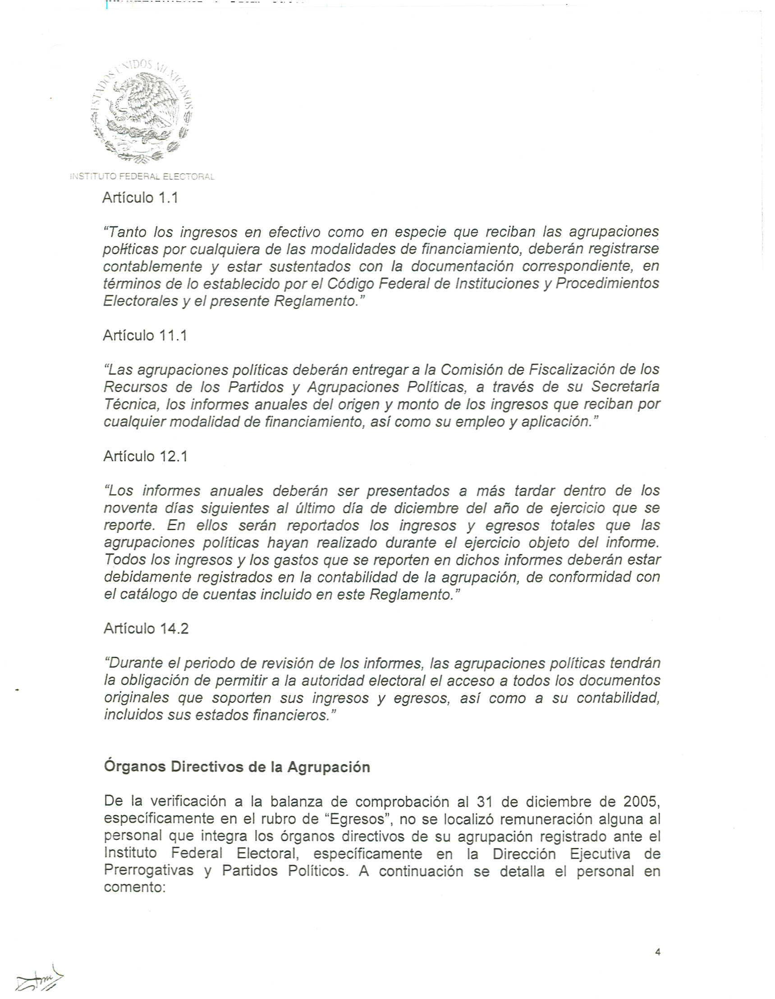 ESTADOS UNIDOS MEXICANOS
INSTITUTO FEDERAL ELECTORAL
Artículo 1.1
“Tanto los ingresos en efectivo como en especie que reciban las agrupaciones
políticas por cualquiera de las modalidades de financiamiento, deberán registrarse
contablemente y estar sustentados con la documentación correspondiente, en
términos de lo establecido por el Código Federal de Instituciones y Procedimientos
Electorales y el presente Reglamento.”
Artículo 11.1
“Las agrupaciones políticas deberán entregar a la Comisión de Fiscalización de los
Recursos de los Partidos y Agrupaciones Políticas, a través de su Secretaría
Técnica, los informes anuales del origen y monto de los ingresos que reciban por
cualquier modalidad de financiamiento, así como su empleo y aplicación.”
Artículo 12.1
“Los informes anuales deberán ser presentados a más tardar dentro de los
noventa días siguientes al último día de diciembre del año de ejercicio que se
reporte. En ellos serán reportados los ingresos y egresos totales que las
agrupaciones políticas hayan realizado durante el ejercicio objeto del informe.
Todos los ingresos y los gastos que se reporten en dichos informes deberán estar
debidamente registrados en la contabilidad de la agrupación, de conformidad con
el catálogo de cuentas incluido en este Reglamento.”
Artículo 14.2
“Durante el periodo de revisión de los informes, las agrupaciones políticas tendrán
la obligación de permitir a la autoridad electoral el acceso a todos los documentos
originales que soporten sus ingresos y egresos, así como a su contabilidad,
incluidos sus estados financieros.”
Órganos Directivos de la Agrupación
De la verificación a la balanza de comprobación al 31 de diciembre de 2005,
específicamente en el rubro de “Egresos”, no se localizó remuneración alguna al
personal que integra los órganos directivos de su agrupación registrado ante el
Instituto Federal Electoral, específicamente en la Dirección Ejecutiva de
Prerrogativas y Partidos Políticos. A continuación se detalla el personal en
comento:
4